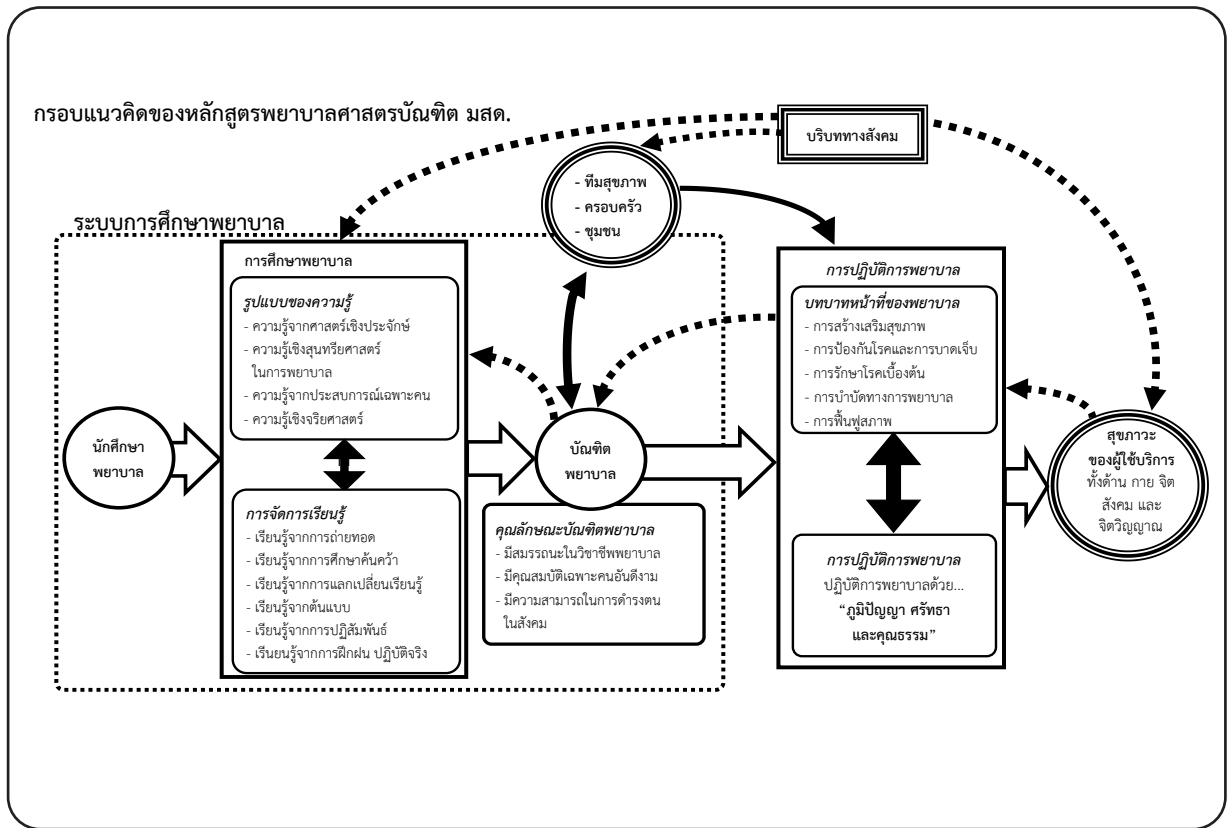 กรอบแนวคิดของหลักสูตรพยาบาลศาสตรบัณฑิต มสด.
บริบททางสังคม
- ทีมสุขภาพ
- ครอบครัว
- ชุมชน
ระบบการศึกษาพยาบาล
นักศึกษา
พยาบาล
การศึกษาพยาบาล
รูปแบบของความรู้
- ความรู้จากศาสตร์เชิงประจักษ์
- ความรู้เชิงสุนทรียศาสตร์
ในการพยาบาล
- ความรู้จากประสบการณ์เฉพาะคน
- ความรู้เชิงจริยศาสตร์
การจัดการเรียนรู้
- เรียนรู้จากการถ่ายทอด
- เรียนรู้จากการศึกษาค้นคว้า
- เรียนรู้จากการแลกเปลี่ยนเรียนรู้
- เรียนรู้จากต้นแบบ
- เรียนรู้จากการปฏิสัมพันธ์
- เรีนยนรู้จากการฝึกฝน ปฏิบัติจริง
บัณฑิต
พยาบาล
คุณลักษณะบัณฑิตพยาบาล
- มีสมรรถนะในวิชาชีพพยาบาล
- มีคุณสมบัติเฉพาะคนอันดีงาม
- มีความสามารถในการดำรงตน
ในสังคม
การปฏิบัติการพยาบาล
บทบาทหน้าที่ของพยาบาล
- การสร้างเสริมสุขภาพ
- การป้องกันโรคและการบาดเจ็บ
- การรักษาโรคเบื้องต้น
- การบำบัดทางการพยาบาล
- การฟื้นฟูสภาพ
การปฏิบัติการพยาบาล
ปฏิบัติการพยาบาลด้วย...
“ภูมิปัญญา ศรัทธา
และคุณธรรม”
สุขภาวะ
ของผู้ใช้บริการ
ทั้งด้าน กาย จิต
สังคม และ
จิตวิญญาณ